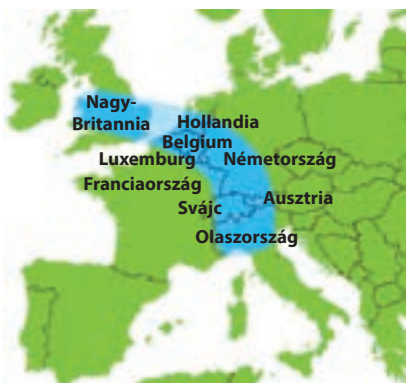 Nagy-
Britannia
Hollandia
Belgium
Luxemburg
Németország
Franciaország
Ausztria
Svájc
Olaszország